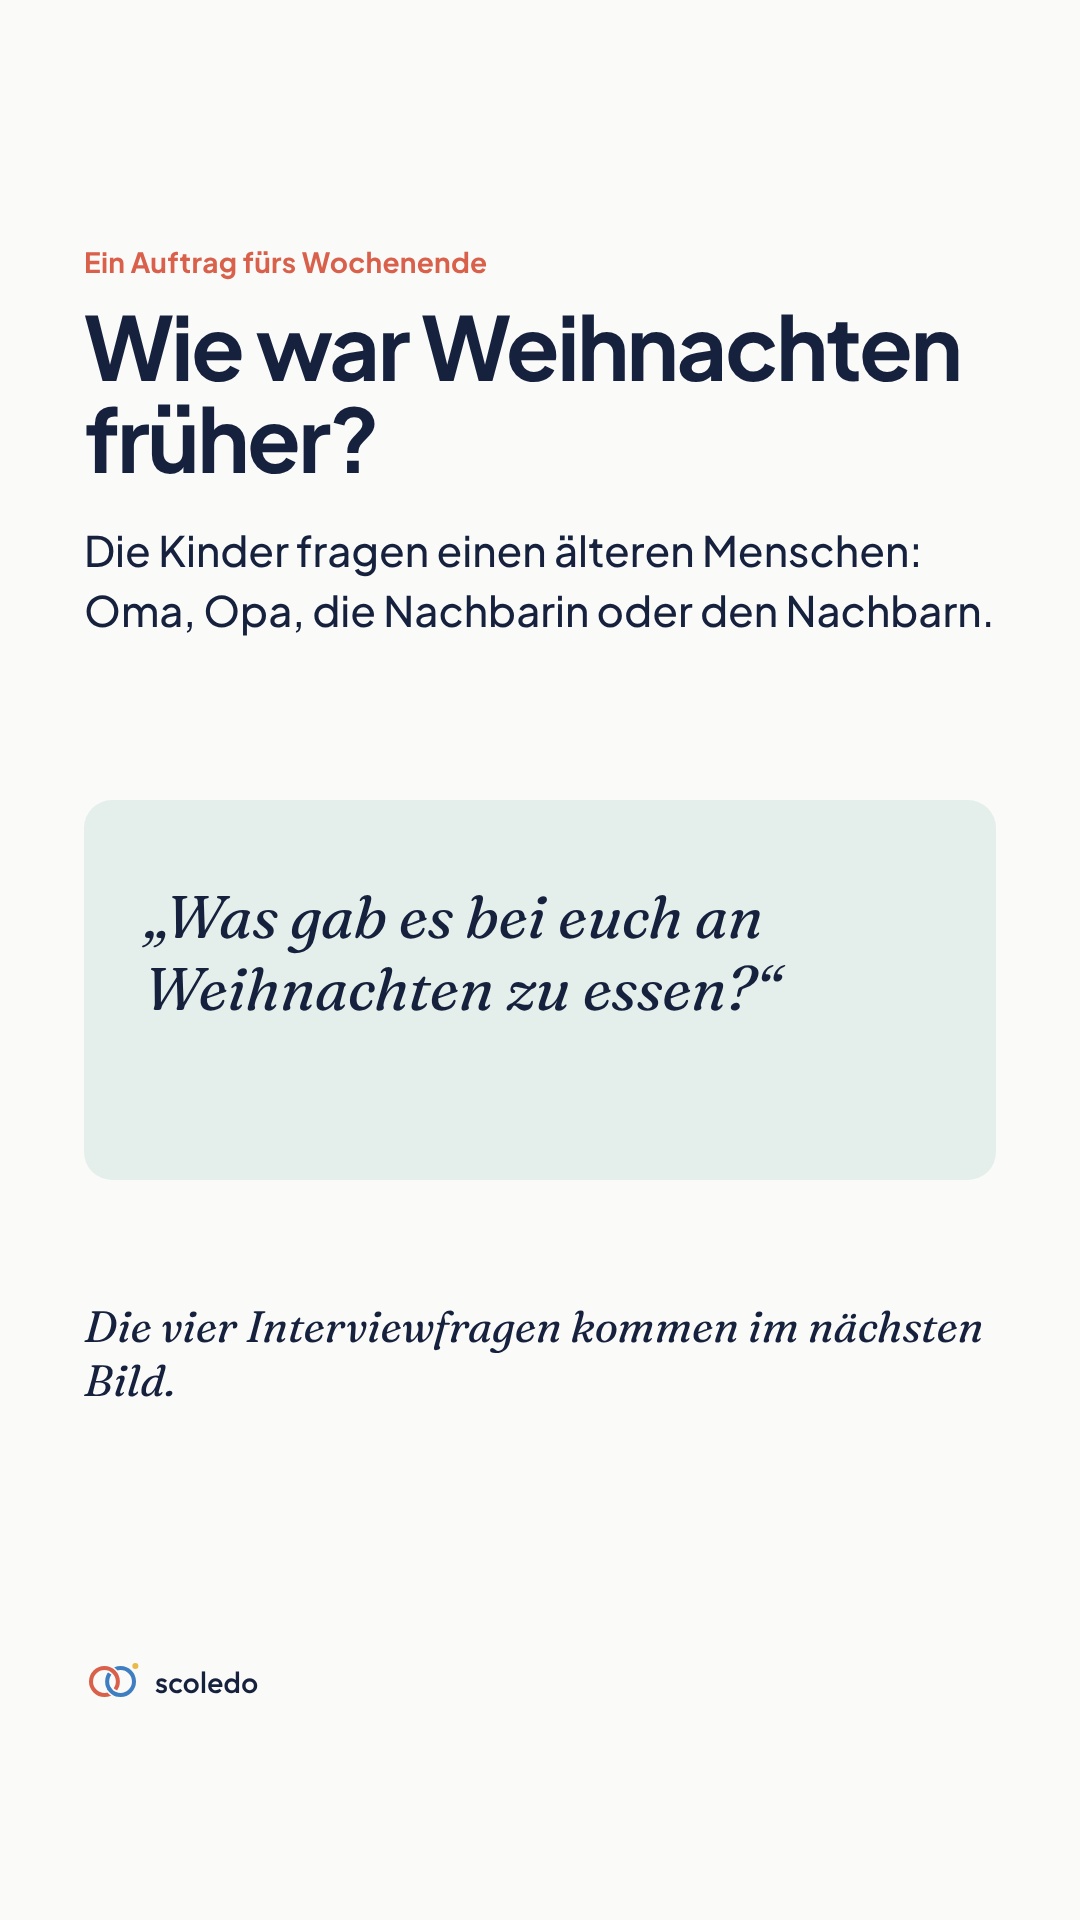 Ein Auftrag fürs Wochenende
Wie war Weihnachten
früher?
Die Kinder fragen einen älteren Menschen:
Oma, Opa, die Nachbarin oder den Nachbarn.
„Was gab es bei euch an
Weihnachten zu essen?“
Die vier Interviewfragen kommen im nächsten
Bild.
scoledo